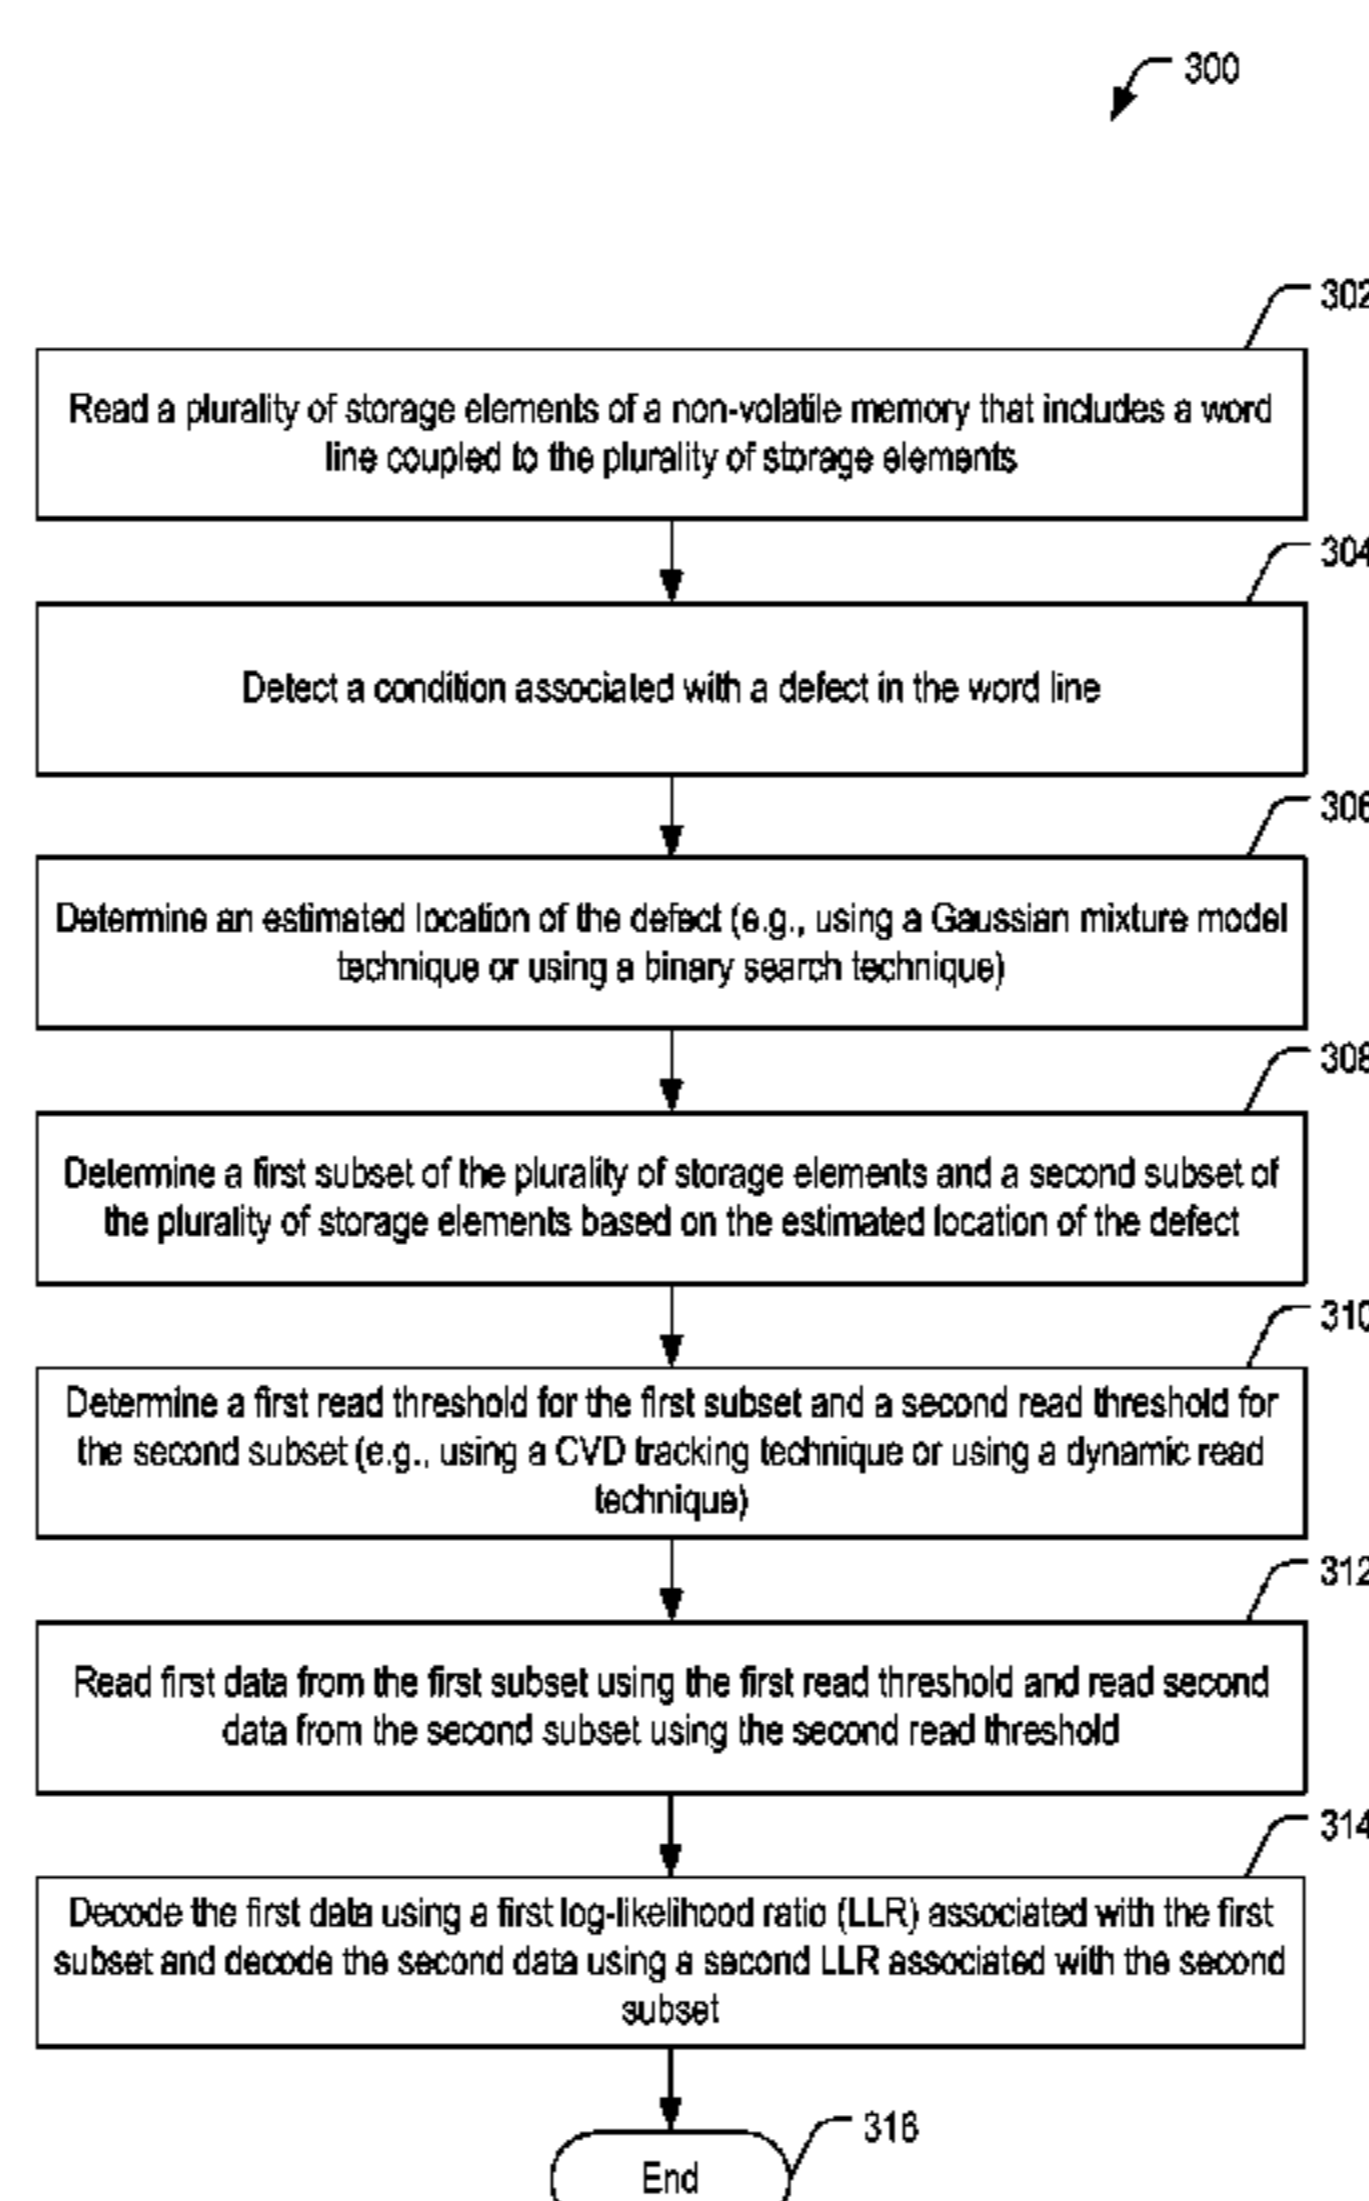 300
302
Read a plurality of storage elements of a non-volatile memory that includes a word
line coupled to the plurality of storage elements
304
Detect a condition associated with a defect in the word line
306
Determine an estimated location of the defect (e.g., using a Gaussian mixture model
technique or using a binary search technique)
308
Determine a first subset of the plurality of storage elements and a second subset of
the plurality of storage elements based on the estimated location of the defect
310
Determine a first read threshold for the first subset and a second read threshold for
the second subset (e.g., using a CVD tracking technique or using a dynamic read
technique)
312
Read first data from the first subset using the first read threshold and read second
data from the second subset using the second read threshold
314
Decode the first data using a first log-likelihood ratio (LLR) associated with the first
subset and decode the second data using a second LLR associated with the second
subset
316
End